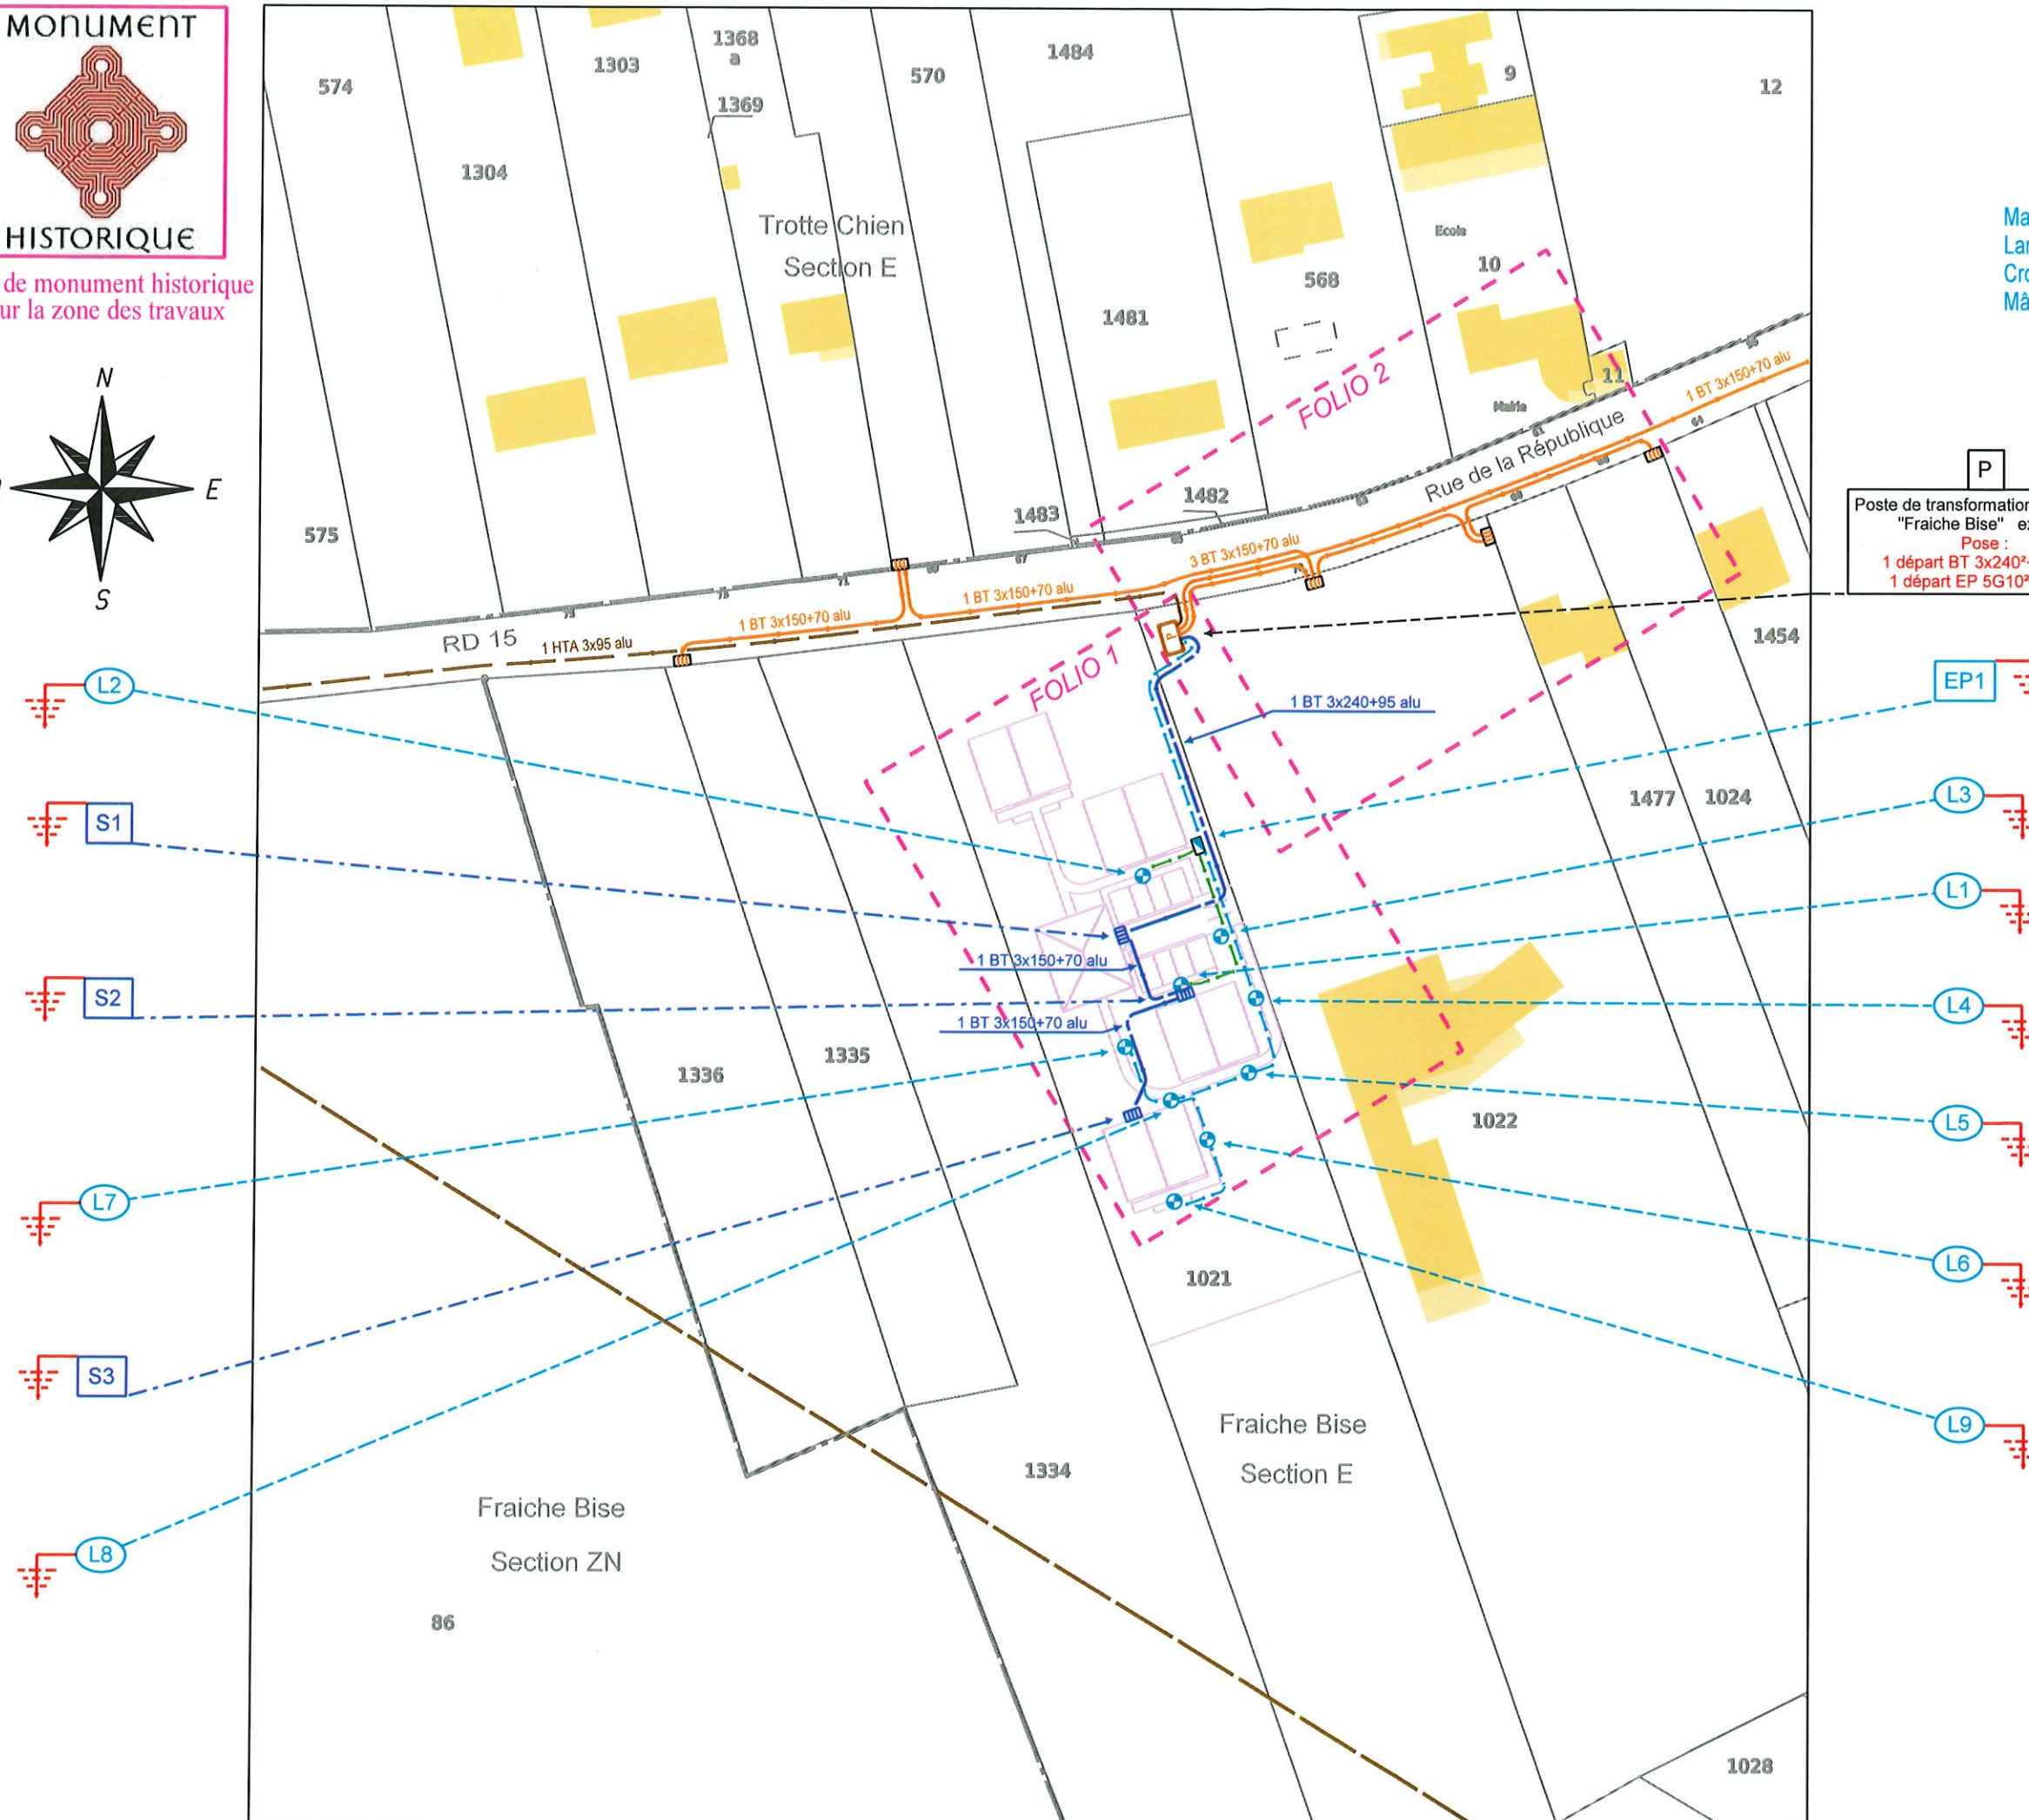 MONUMENT
HISTORIQUE
de monument historique
ur la zone des travaux
N
E
S
574
1303
1368
a
1369
570
1484
9
12
1304
Trotte Chien
Section E
Ecole
10
568
1481
11
Mairie
FOLIO 2
1 BT 3x150+70 alu
Rue de la République
1482
1483
575
3 BT 3x150+70 alu
1 BT 3x150+70 alu
1 BT 3x150+70 alu
RD 15
1 HTA 3x95 alu
P
FOLIO 1
1454
1 BT 3x240+95 alu
1477
1024
1 BT 3x150+70 alu
1 BT 3x150+70 alu
1335
1336
1022
1021
Fraiche Bise
Section E
1334
Fraiche Bise
Section ZN
86
1028
L2
S1
S2
L7
S3
L8
Ma
Lar
Cro
Mâ
P
Poste de transformation
"Fraiche Bise" ex
Pose :
1 départ BT 3x240²
1 départ EP 5G10²
EP1
L3
L1
L4
L5
L6
L9